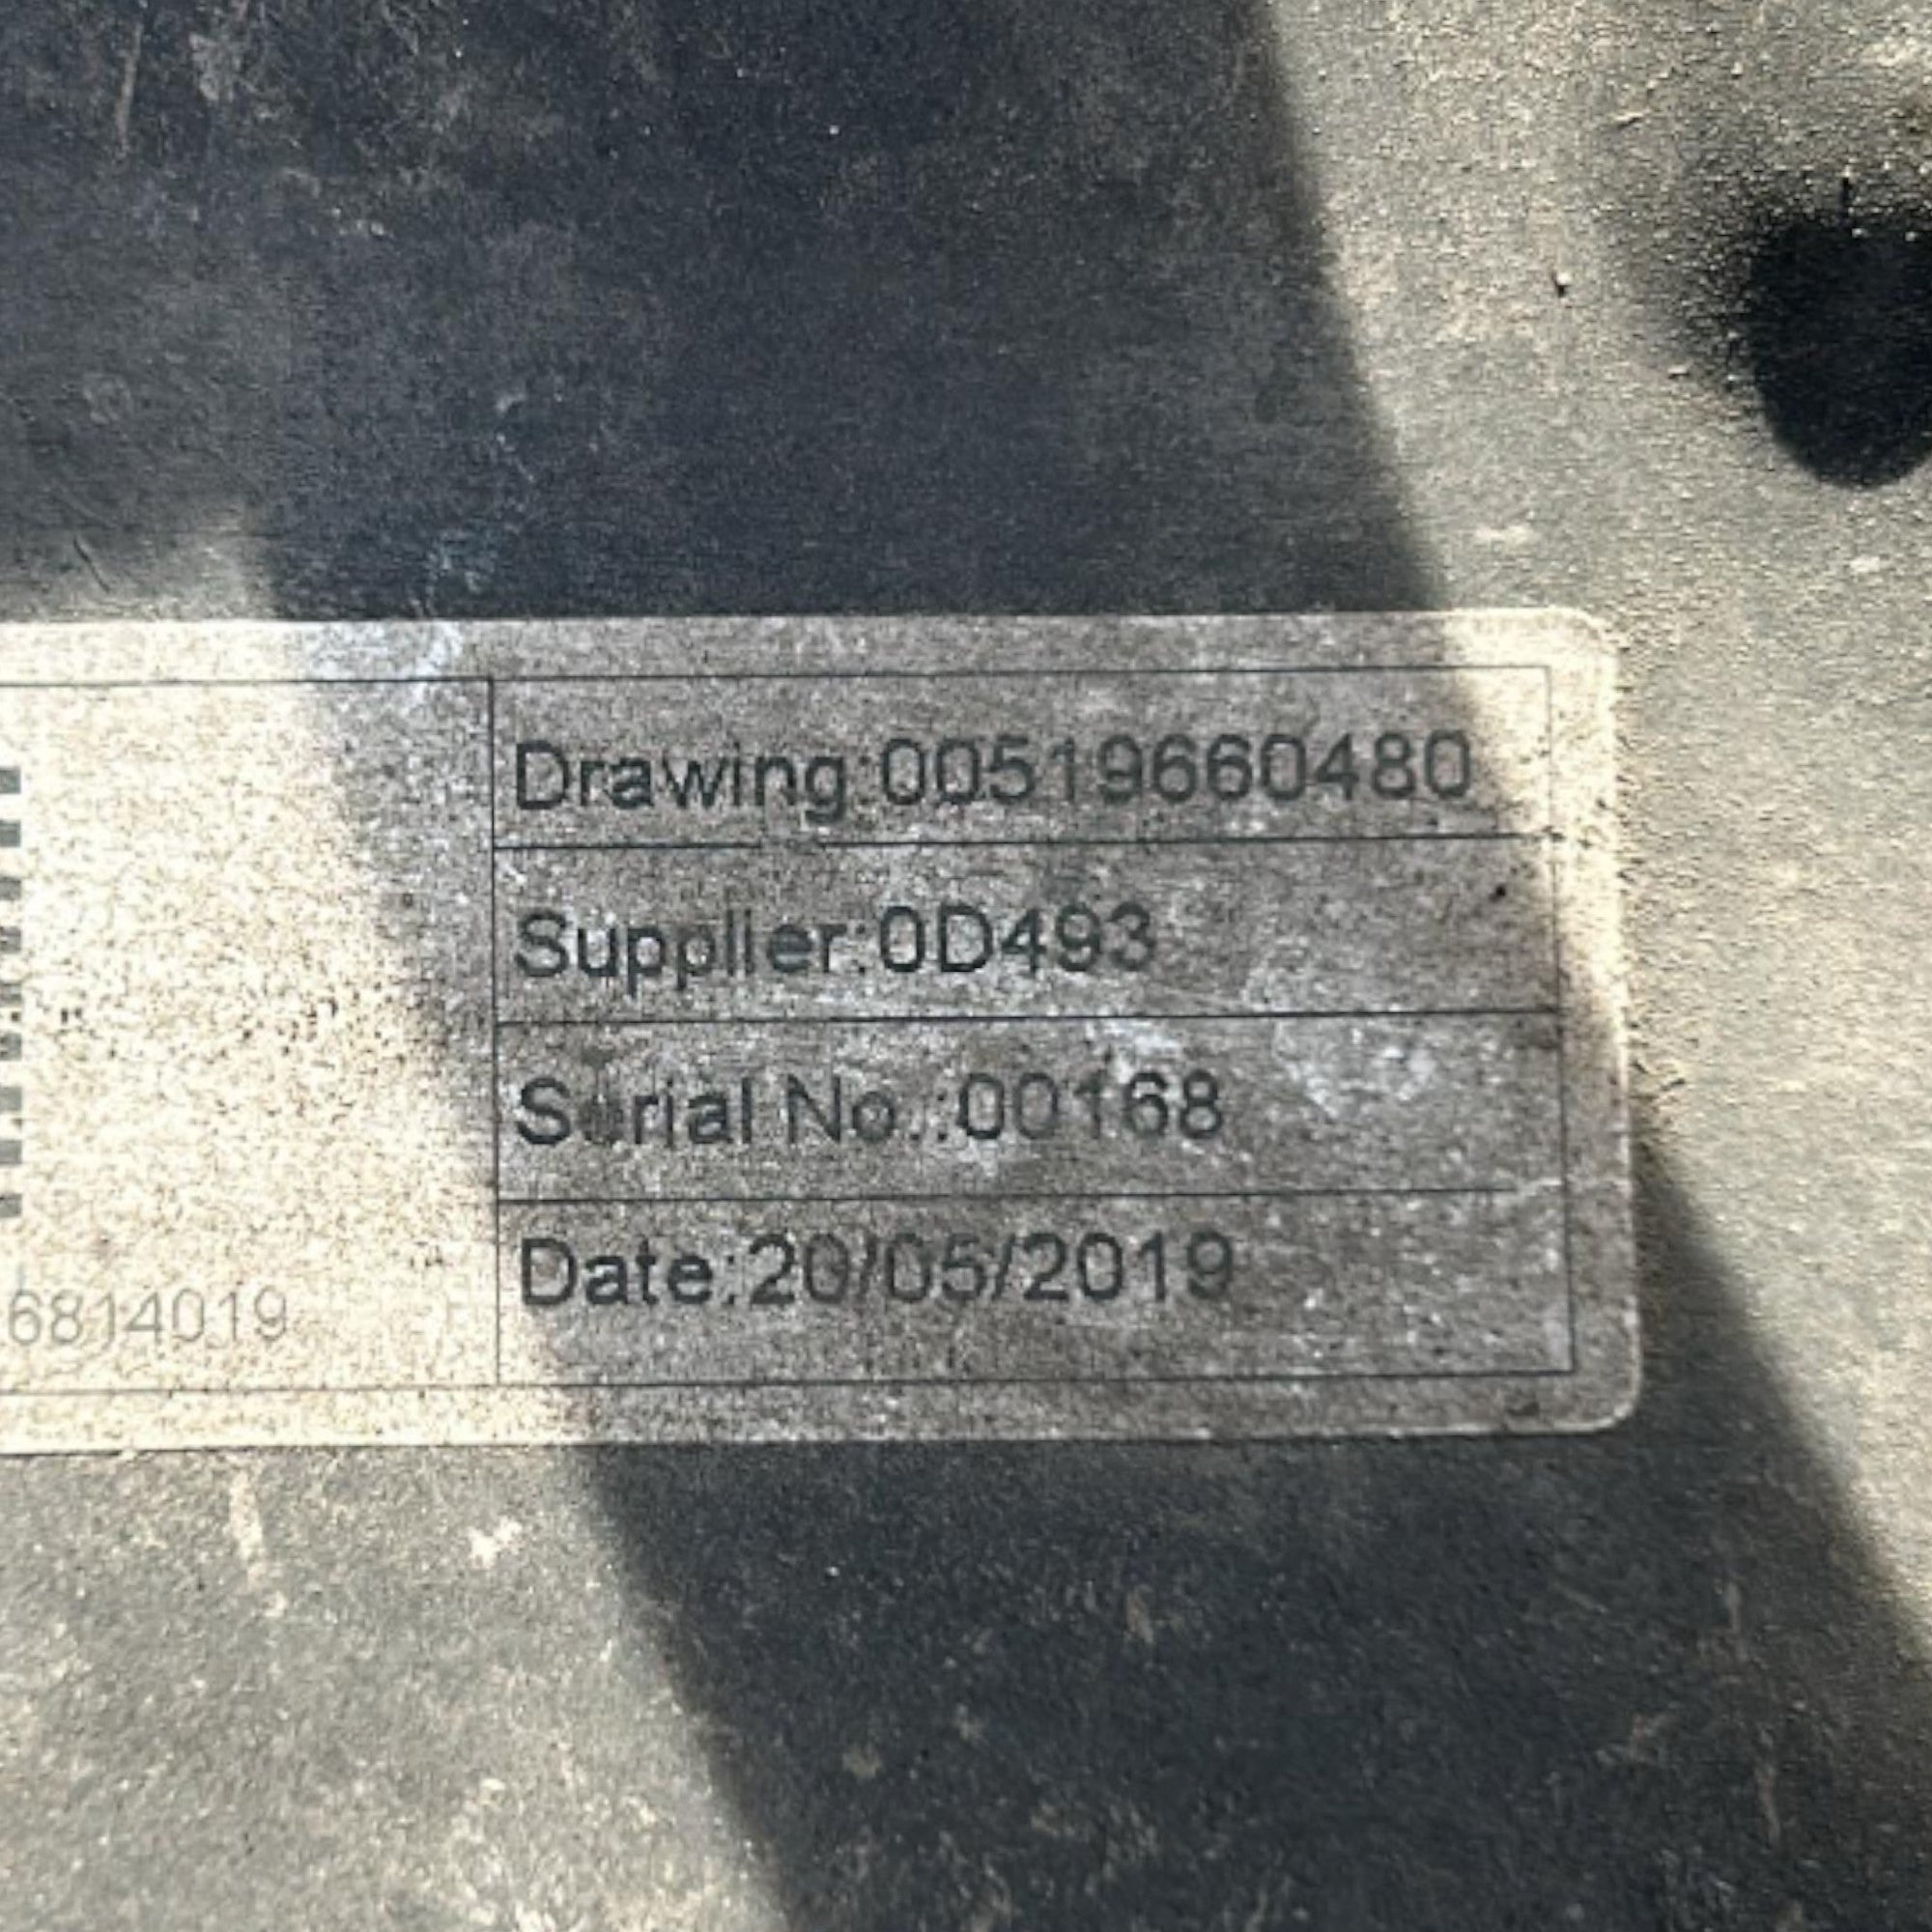 Drawing:00519660480
Supplier:0D493
Serial No.:00168
Date:20/05/2019
6814019